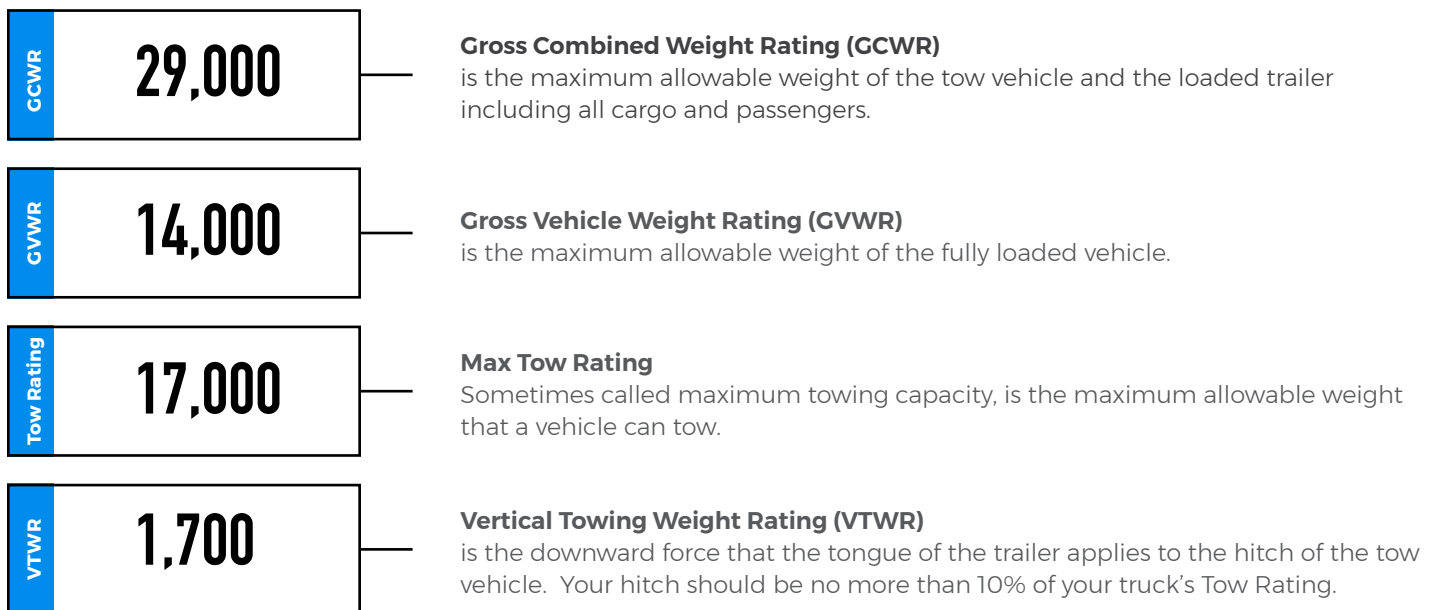 GCWR
29,000
Gross Combined Weight Rating (GCWR)
is the maximum allowable weight of the tow vehicle and the loaded trailer
including all cargo and passengers.
GVWR
14,000
Gross Vehicle Weight Rating (GVWR)
is the maximum allowable weight of the fully loaded vehicle.
Tow Rating
17,000
Max Tow Rating
Sometimes called maximum towing capacity, is the maximum allowable weight
that a vehicle can tow.
VTWR
1,700
Vertical Towing Weight Rating (VTWR)
is the downward force that the tongue of the trailer applies to the hitch of the tow
vehicle.  Your hitch should be no more than 10% of your truck's Tow Rating.